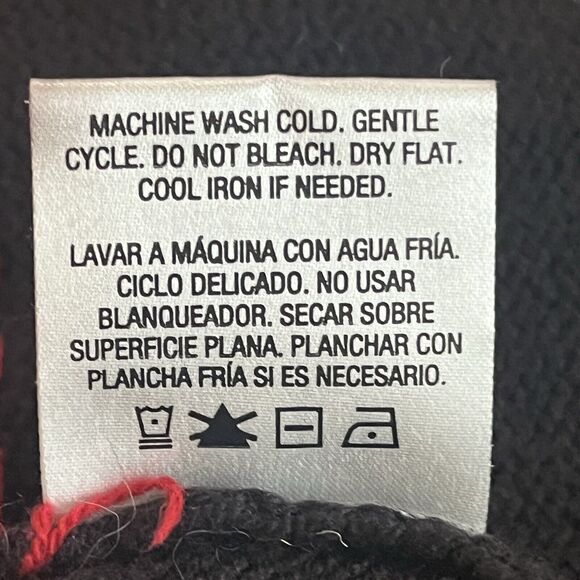 MACHINE WASH COLD. GENTLE
CYCLE. DO NOT BLEACH. DRY FLAT.
COOL IRON IF NEEDED.
LAVAR A MÁQUINA CON AGUA FRÍA.
CICLO DELICADO. NO USAR
BLANQUEADOR. SECAR SOBRE
SUPERFICIE PLANA. PLANCHAR CON
PLANCHA FRÍA SI ES NECESARIO.